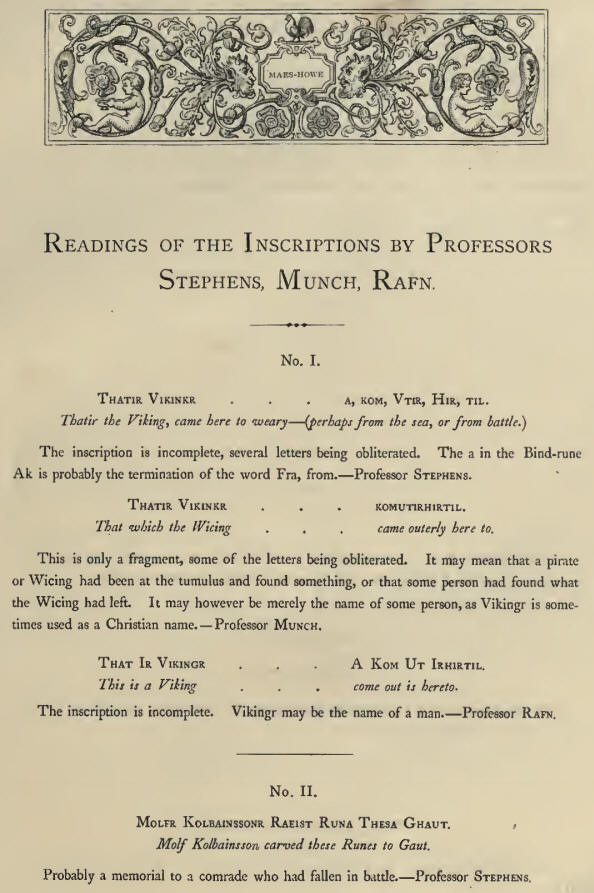 MAES-HOWE
READINGS OF THE INSCRIPTIONS BY PROFESSORS
STEPHENS, MUNCH, RAFN.
No. I.
THATIR VIKINKR . . . A, KOM, VTIR, HIR, TIL.
Thatir the Viking, came here to weary—(perhaps from the sea, or from battle.)
The inscription is incomplete, several letters being obliterated. The a in the Bind-rune
Ak is probably the termination of the word Fra, from.—Professor STEPHENS.
THATIR VIKINKR . . . KOMUTIRHIRTIL.
That which the Wicing . . . came outerly here to.
This is only a fragment, some of the letters being obliterated. It may mean that a pirate
or Wicing had been at the tumulus and found something, or that some person had found what
the Wicing had left. It may however be merely the name of some person, as Vikingr is some-
times used as a Christian name.—Professor MUNCH.
THAT IR VIKINGR . . . A KOM UT IRHIRTIL.
This is a Viking . . . come out is hereto.
The inscription is incomplete. Vikingr may be the name of a man.—Professor RAFN.
No. II.
MOLFR KOLBAINSSONR RAEIST RUNA THESA GHAUT.
Molf Kolbainsson carved these Runes to Gaut.
Probably a memorial to a comrade who had fallen in battle.—Professor STEPHENS.